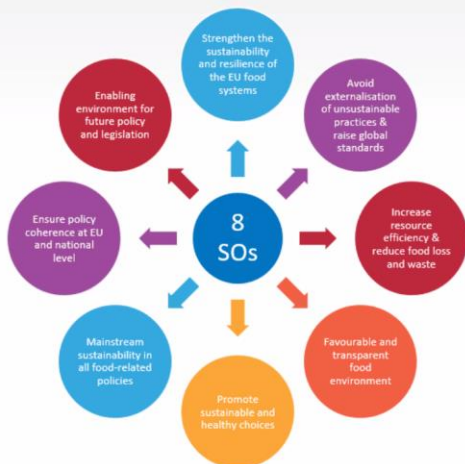 Strengthen the
sustainability
and resilience of
the EU food
systems
Avoid
externalisation
of unsustainable
practices &
raise global
standards
Increase
resource
efficiency &
reduce food loss
and waste
Favourable and
transparent
food
environment
Promote
sustainable and
healthy choices
Mainstream
sustainability in
all food-related
policies
Ensure policy
coherence at EU
and national
level
Enabling
environment for
future policy
and legislation
8
SOs